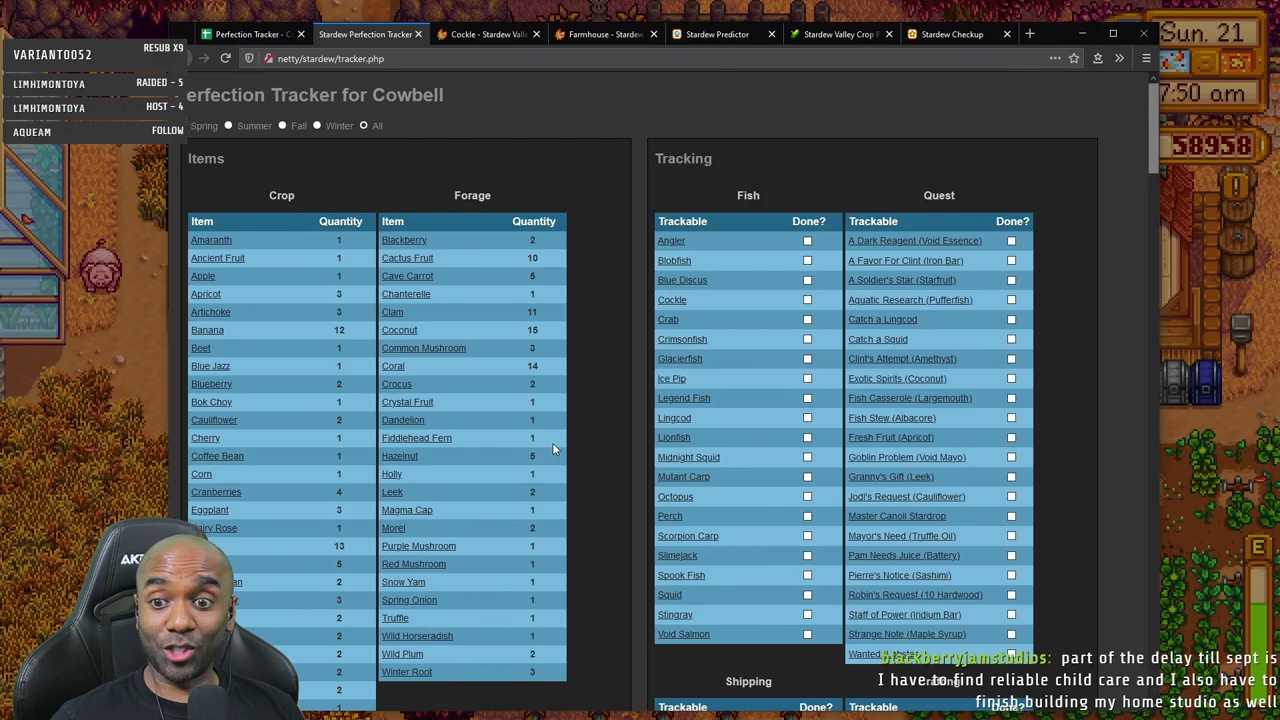 VARIANT0052 RESUB X9
LIMHIMONTOYA RAIDED - 5
LIMHIMONTOYA HOST - 4
AQUEAM FOLLOW
Perfection Tracker - C
Stardew Perfection Tracker
Cockle - Stardew Valle
Farmhouse - Stardew
Stardew Predictor
Stardew Valley Crop P
Stardew Checkup
netty/stardew/tracker.php
erfection Tracker for Cowbell
Spring Summer Fall Winter All
Items
Crop
Item Quantity
Amaranth 1
Ancient Fruit 1
Apple 1
Apricot 3
Artichoke 3
Banana 12
Beet 1
Blue Jazz 1
Blueberry 2
Bok Choy 1
Cauliflower 2
Cherry 1
Coffee Bean 1
Corn 1
Cranberries 4
Eggplant 3
airy Rose 1
13
5
2
3
2
2
2
2
1
Forage
Item Quantity
Blackberry 2
Cactus Fruit 10
Cave Carrot 5
Chanterelle 1
Clam 11
Coconut 15
Common Mushroom 3
Coral 14
Crocus 2
Crystal Fruit 1
Dandelion 1
Fiddlehead Fern 1
Hazelnut 5
Holly 1
Leek 2
Magma Cap 1
Morel 2
Purple Mushroom 1
Red Mushroom 1
Snow Yam 1
Spring Onion 1
Truffle 1
Wild Horseradish 1
Wild Plum 2
Winter Root 3
Tracking
Fish
Trackable Done?
Angler
Blobfish
Blue Discus
Cockle
Crab
Crimsonfish
Glacierfish
Ice Pip
Legend Fish
Lingcod
Lionfish
Midnight Squid
Mutant Carp
Octopus
Perch
Scorpion Carp
Slimejack
Spook Fish
Squid
Stingray
Void Salmon
Quest
Trackable Done?
A Dark Reagent (Void Essence)
A Favor For Clint (Iron Bar)
A Soldier's Star (Starfruit)
Aquatic Research (Pufferfish)
Catch a Lingcod
Catch a Squid
Clint's Attempt (Amethyst)
Exotic Spirits (Coconut)
Fish Casserole (Largemouth)
Fish Stew (Albacore)
Fresh Fruit (Apricot)
Goblin Problem (Void Mayo)
Granny's Gift (Leek)
Jodi's Request (Cauliflower)
Master Canoli Stardrop
Mayor's Need (Truffle Oil)
Pam Needs Juice (Battery)
Pierre's Notice (Sashimi)
Robin's Request (10 Hardwood)
Staff of Power (Iridium Bar)
Strange Note (Maple Syrup)
Wanted
Shipping
Trackable Done?
Trackable Done?
Sun. 21
7:50 am
58958
E
AK
blackberryjamstudios: part of the delay till sept is
I have to find reliable child care and I also have to
finish building my home studio as well